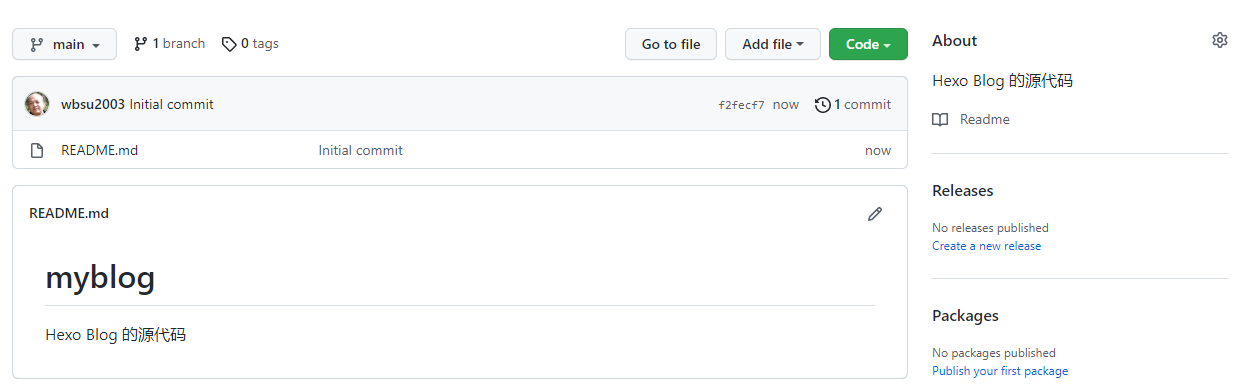 main 1 branch 0 tags Go to file Add file Code
wbsu2003 Initial commit f2fecf7 now 1 commit
README.md Initial commit now
README.md
myblog
Hexo Blog 的源代码
About
Hexo Blog 的源代码
Readme
Releases
No releases published
Create a new release
Packages
No packages published
Publish your first package